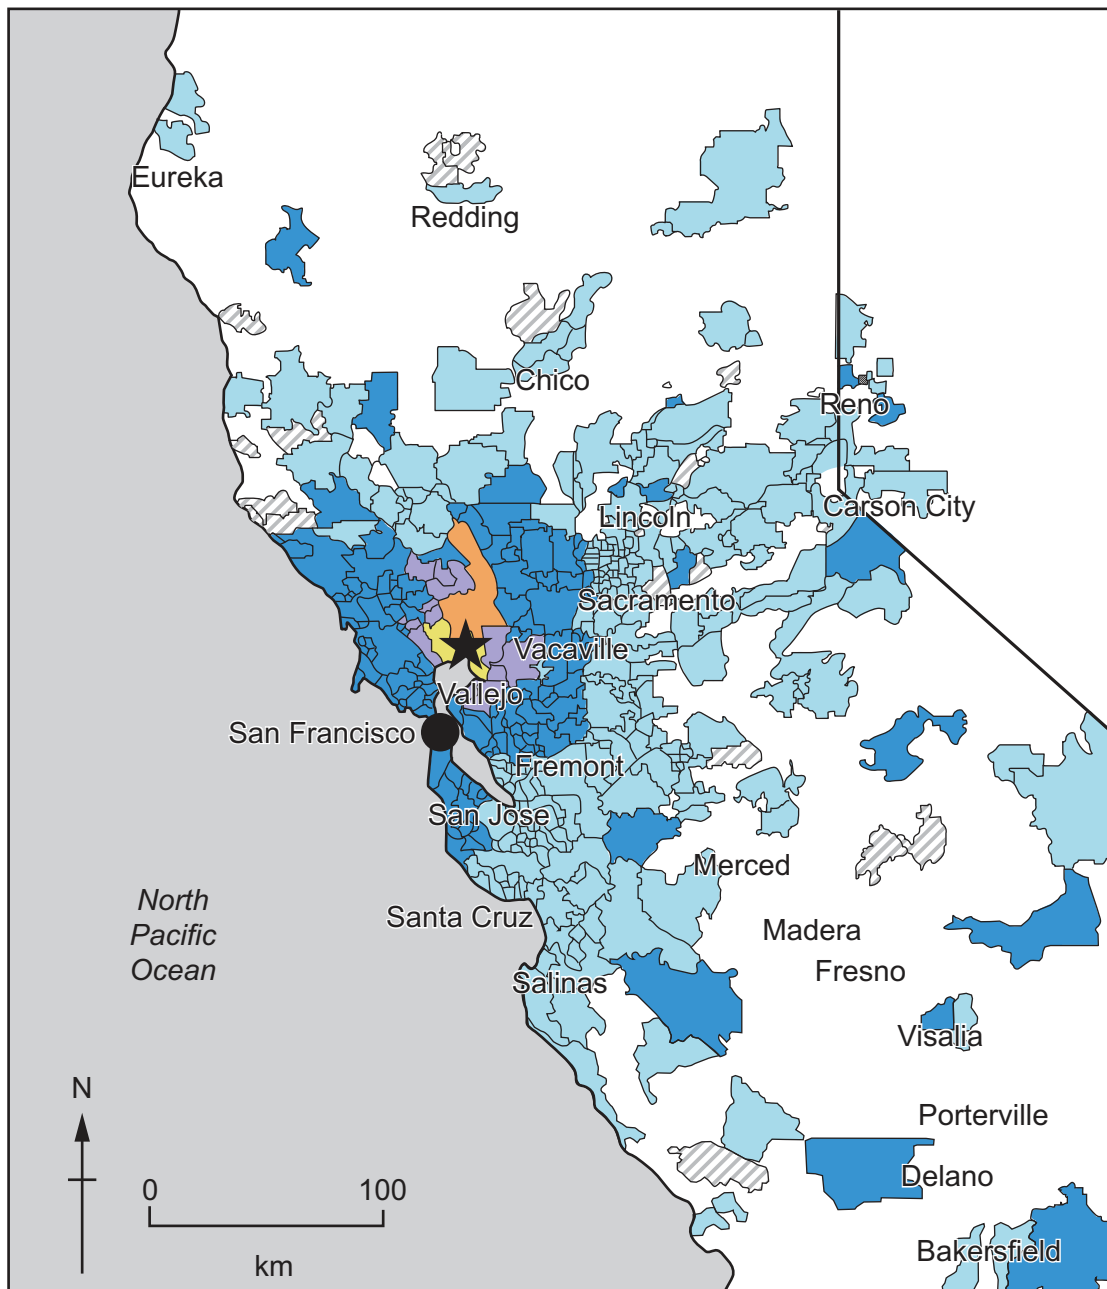 Eureka
Redding
Chico
Reno
Lincoln
Carson City
Sacramento
Vacaville
Vallejo
San Francisco
Fremont
San Jose
Merced
North
Pacific
Ocean
Santa Cruz
Madera
Fresno
Salinas
Visalia
N
Porterville
Delano
0 100
km
Bakersfield